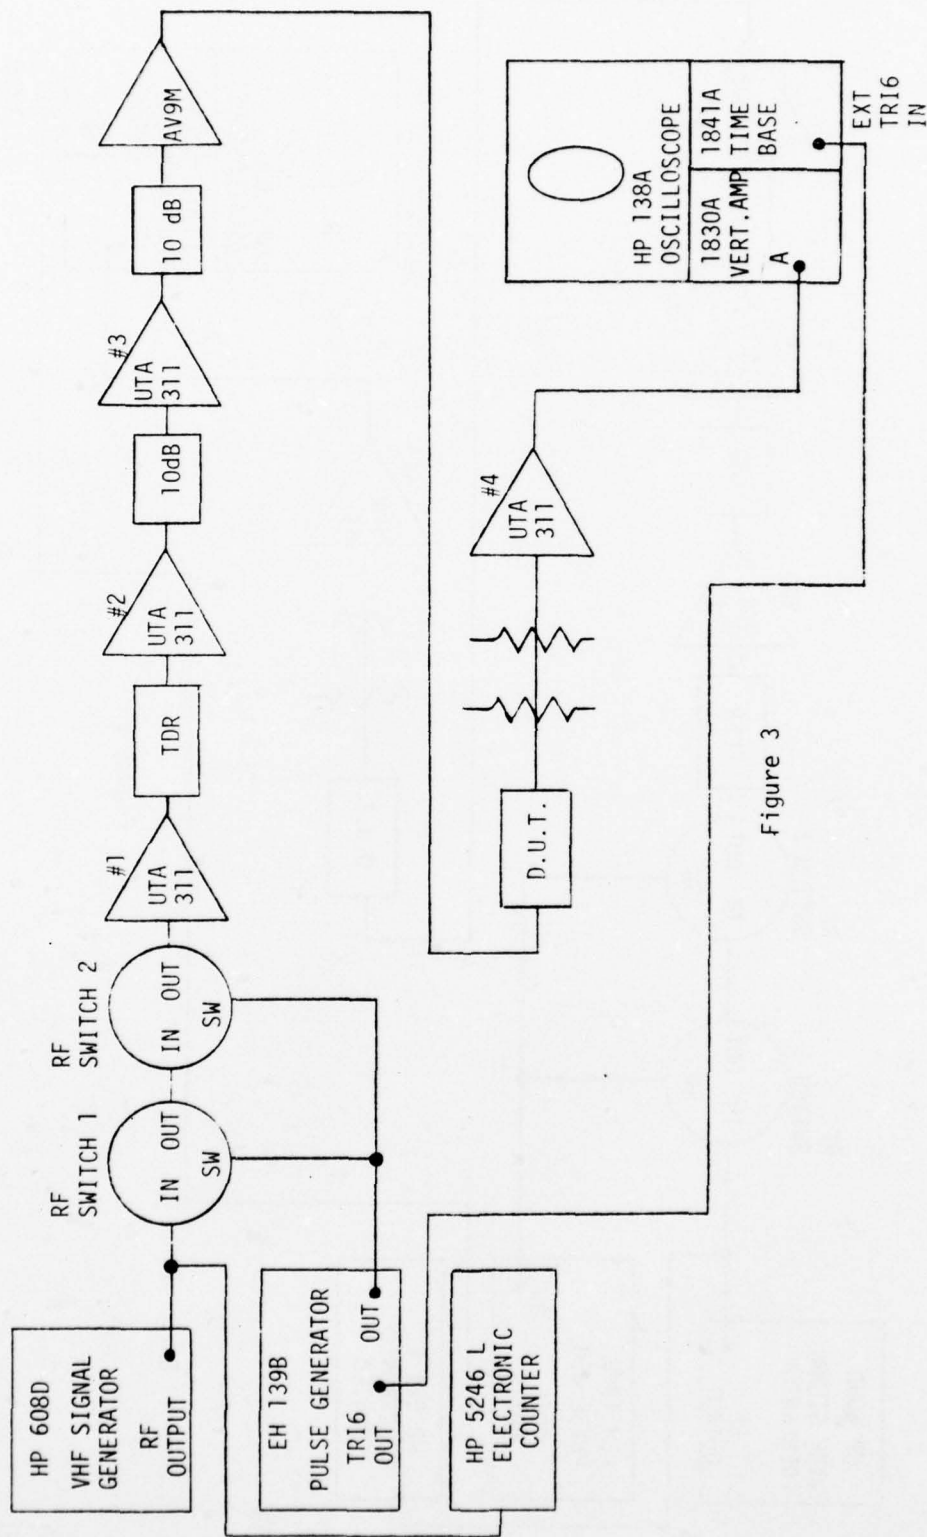 HP 608D
VHF SIGNAL
GENERATOR
RF
OUTPUT
RF
SWITCH 1
IN OUT
SW
RF
SWITCH 2
IN OUT
SW
#1
UTA
311
TDR
#2
UTA
311
10dB
#3
UTA
311
10 dB
AV9M
EH 139B
PULSE GENERATOR
TRI6
OUT
OUT
HP 5246 L
ELECTRONIC
COUNTER
D.U.T.
#4
UTA
311
HP 138A
OSCILLOSCOPE
1830A
VERT.AMP
A
1841A
TIME
BASE
EXT
TRI6
IN
Figure 3